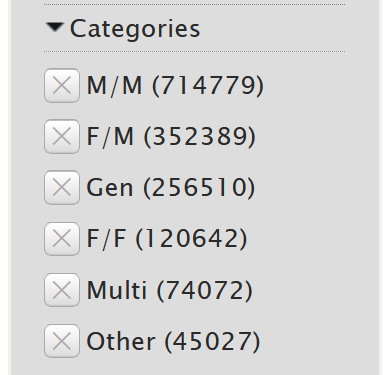 Categories
M/M (714779)
F/M (352389)
Gen (256510)
F/F (120642)
Multi (74072)
Other (45027)